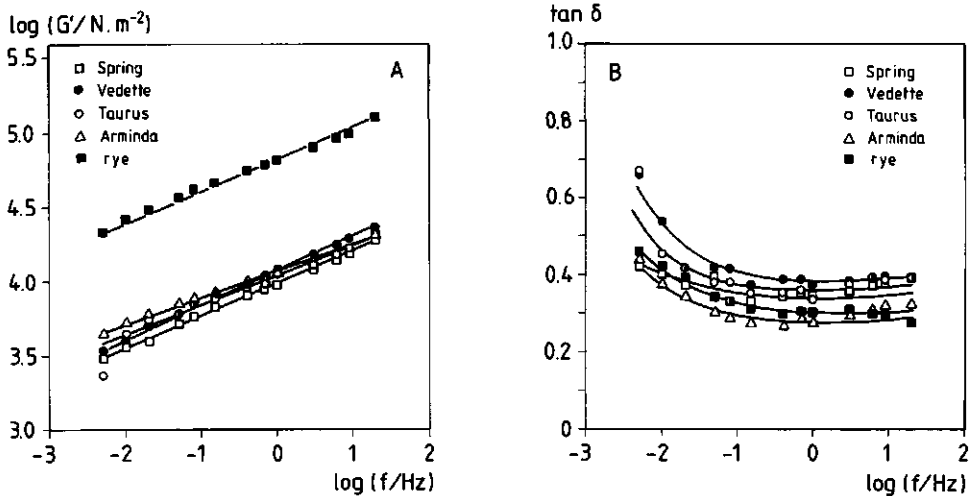 log (G'/N.m⁻²)
5.5
5.0
4.5
4.0
3.5
3.0
A
Spring
Vedette
Taurus
Arminda
rye
-3 -2 -1 0 1 2
log (f/Hz)
tan δ
1.0
0.8
0.6
0.4
0.2
0
B
Spring
Vedette
Taurus
Arminda
rye
-3 -2 -1 0 1 2
log (f/Hz)